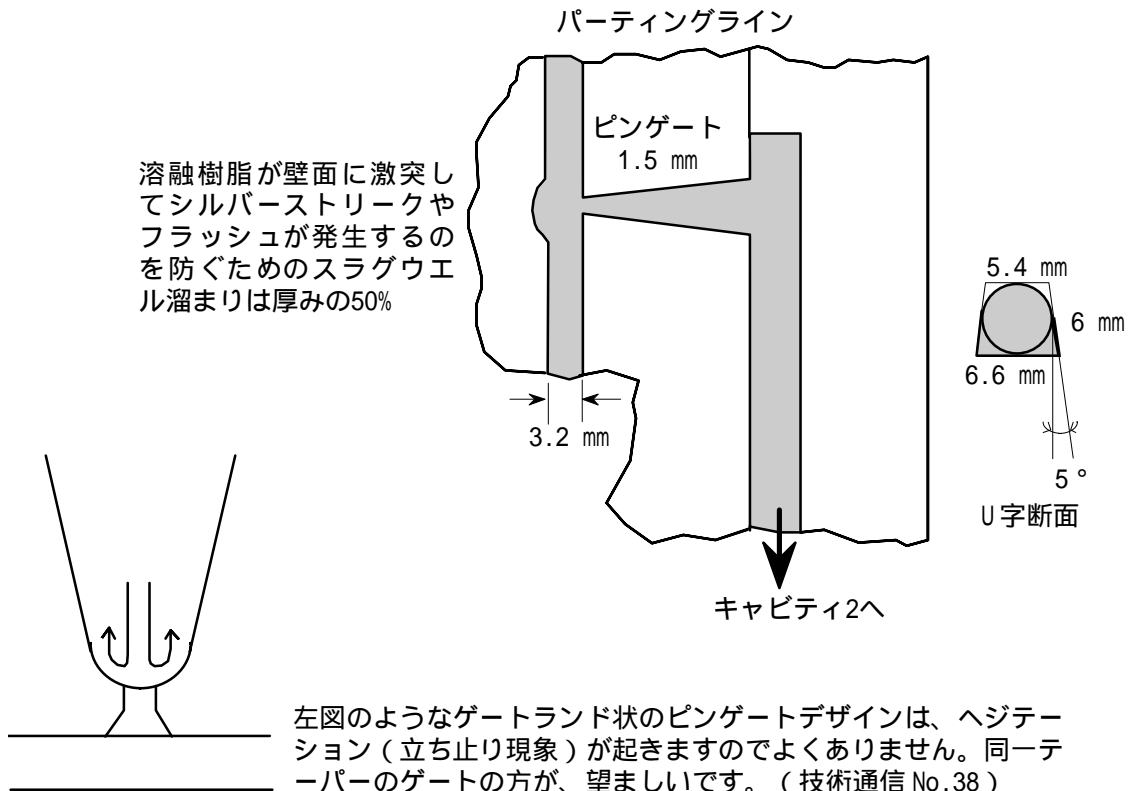 パーティングライン
ピンゲート
1.5 mm
溶融樹脂が壁面に激突し
てシルバーストリークや
フラッシュが発生するの
を防ぐためのスラグウエ
ル溜まりは厚みの50%
5.4 mm
6 mm
6.6 mm
3.2 mm
5°
U字断面
キャビティ2へ
左図のようなゲートランド状のピンゲートデザインは、ヘジテー
ション(立ち止り現象)が起きますのでよくありません。同一テ
ーパーのゲートの方が、望ましいです。(技術通信 No.38)